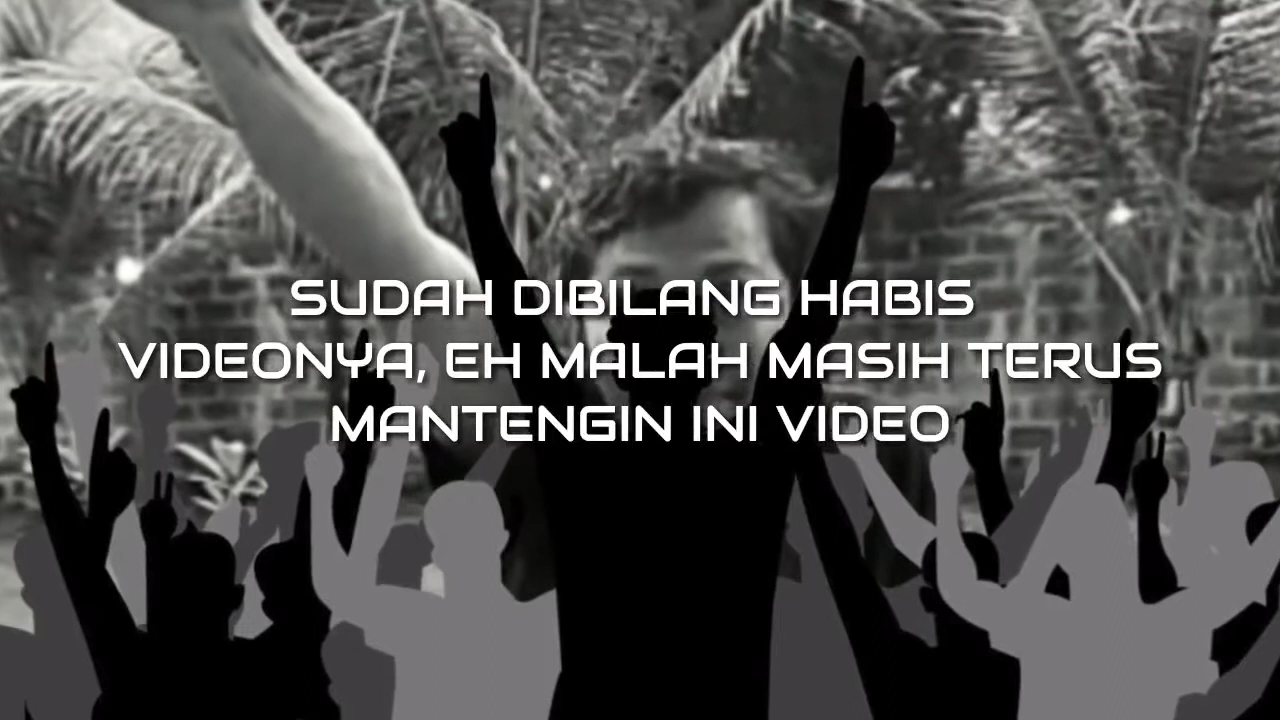 SUDAH DIBILANG HABIS
VIDEONYA, EH MALAH MASIH TERUS
MANTENGIN INI VIDEO